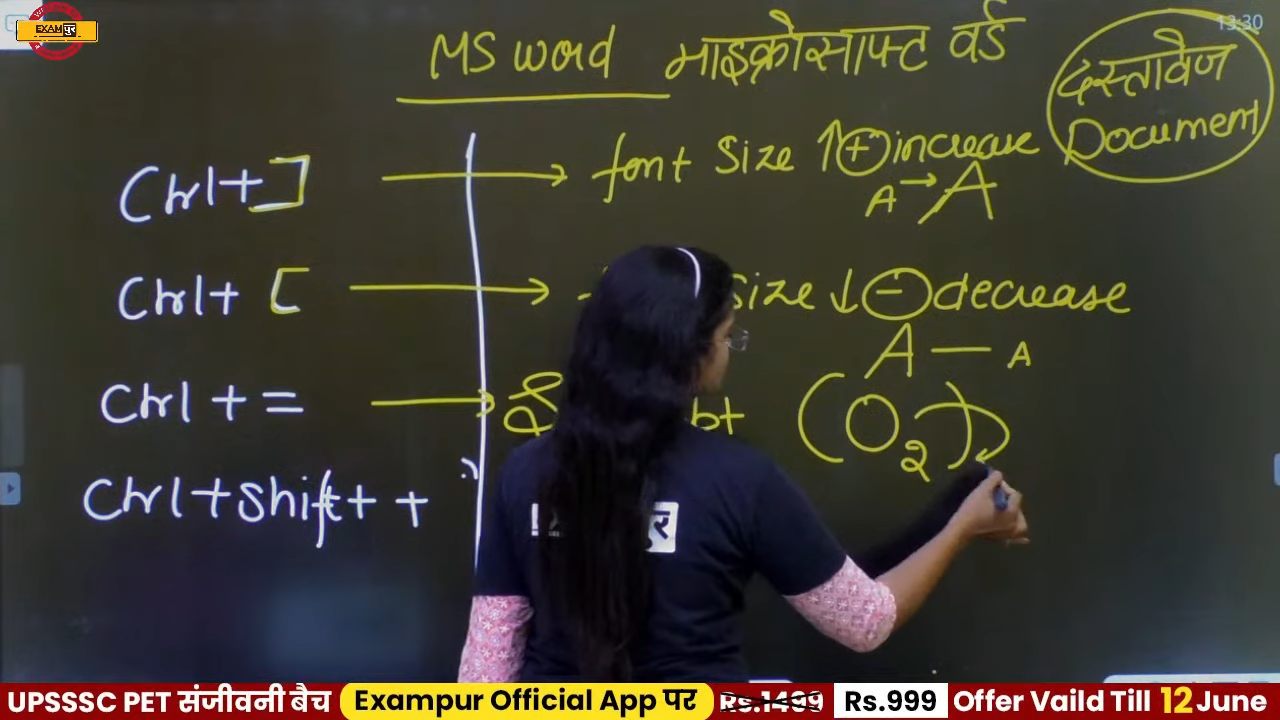 EXAMपुर
13:30
MS word माइक्रोसाफ्ट वर्ड
दस्तावेज
Document
Ctrl+] → font size ↑ + increase
A → A
Ctrl+ [ → size ↓ - decrease
A — A
Ctrl + = → (O₂)
Ctrl+shift+ +
UPSSSC PET संजीवनी बैच Exampur Official App पर Rs.1499 Rs.999 Offer Vaild Till 12 June